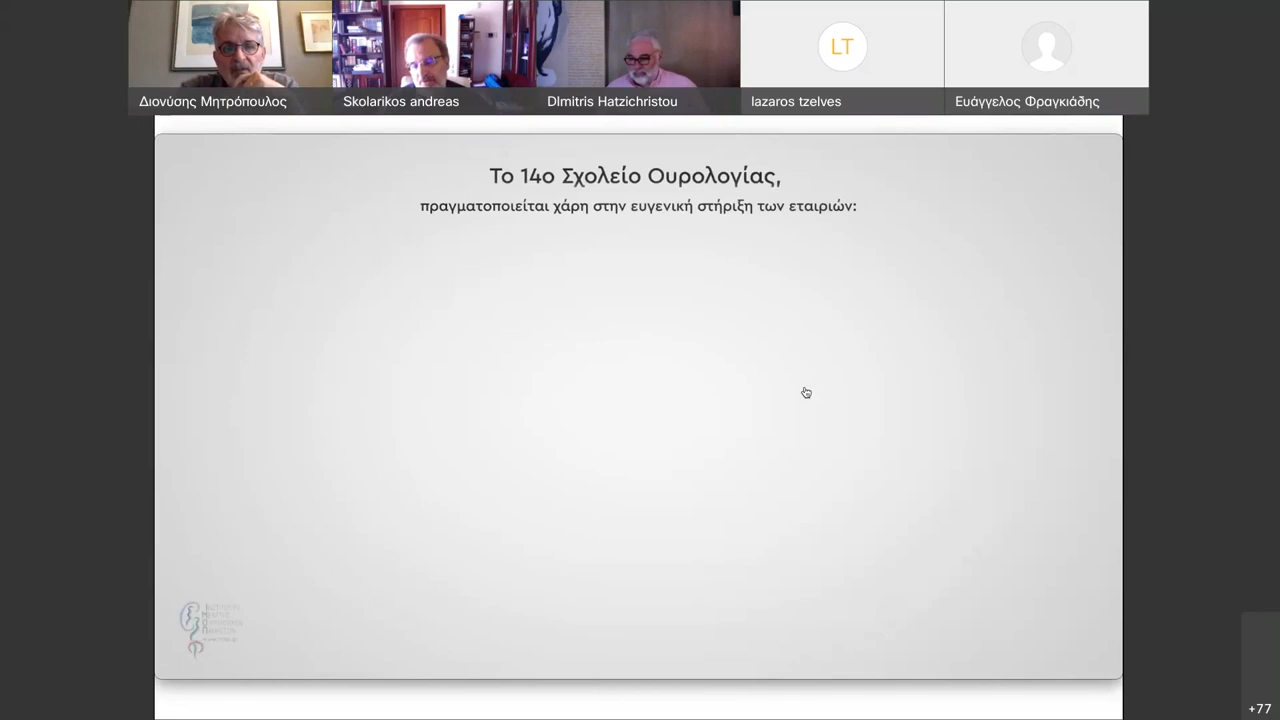 LT
Διονύσης Μητρόπουλος
Skolarikos andreas
DImitris Hatzichristou
lazaros tzelves
Ευάγγελος Φραγκιάδης
Το 14ο Σχολείο Ουρολογίας,
πραγματοποιείται χάρη στην ευγενική στήριξη των εταιριών:
+77